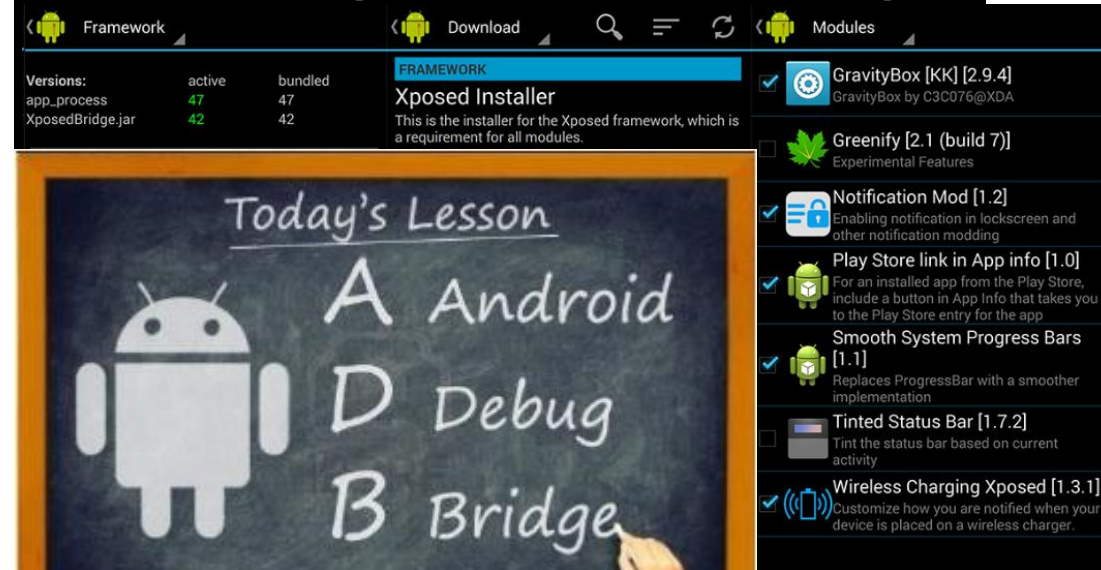 Framework
Versions: active bundled
app_process 47 47
XposedBridge.jar 42 42
Download
FRAMEWORK
Xposed Installer
This is the installer for the Xposed framework, which is
a requirement for all modules.
Modules
GravityBox [KK] [2.9.4]
GravityBox by C3C076@XDA
Greenify [2.1 (build 7)]
Experimental Features
Notification Mod [1.2]
Enabling notification in lockscreen and
other notification modding
Play Store link in App info [1.0]
For an installed app from the Play Store,
include a button in App Info that takes you
to the Play Store entry for the app
Smooth System Progress Bars
[1.1]
Replaces ProgressBar with a smoother
implementation
Tinted Status Bar [1.7.2]
Tint the status bar based on current
activity
Wireless Charging Xposed [1.3.1]
Customize how you are notified when your
device is placed on a wireless charger.
Today's Lesson
A Android
D Debug
B Bridge